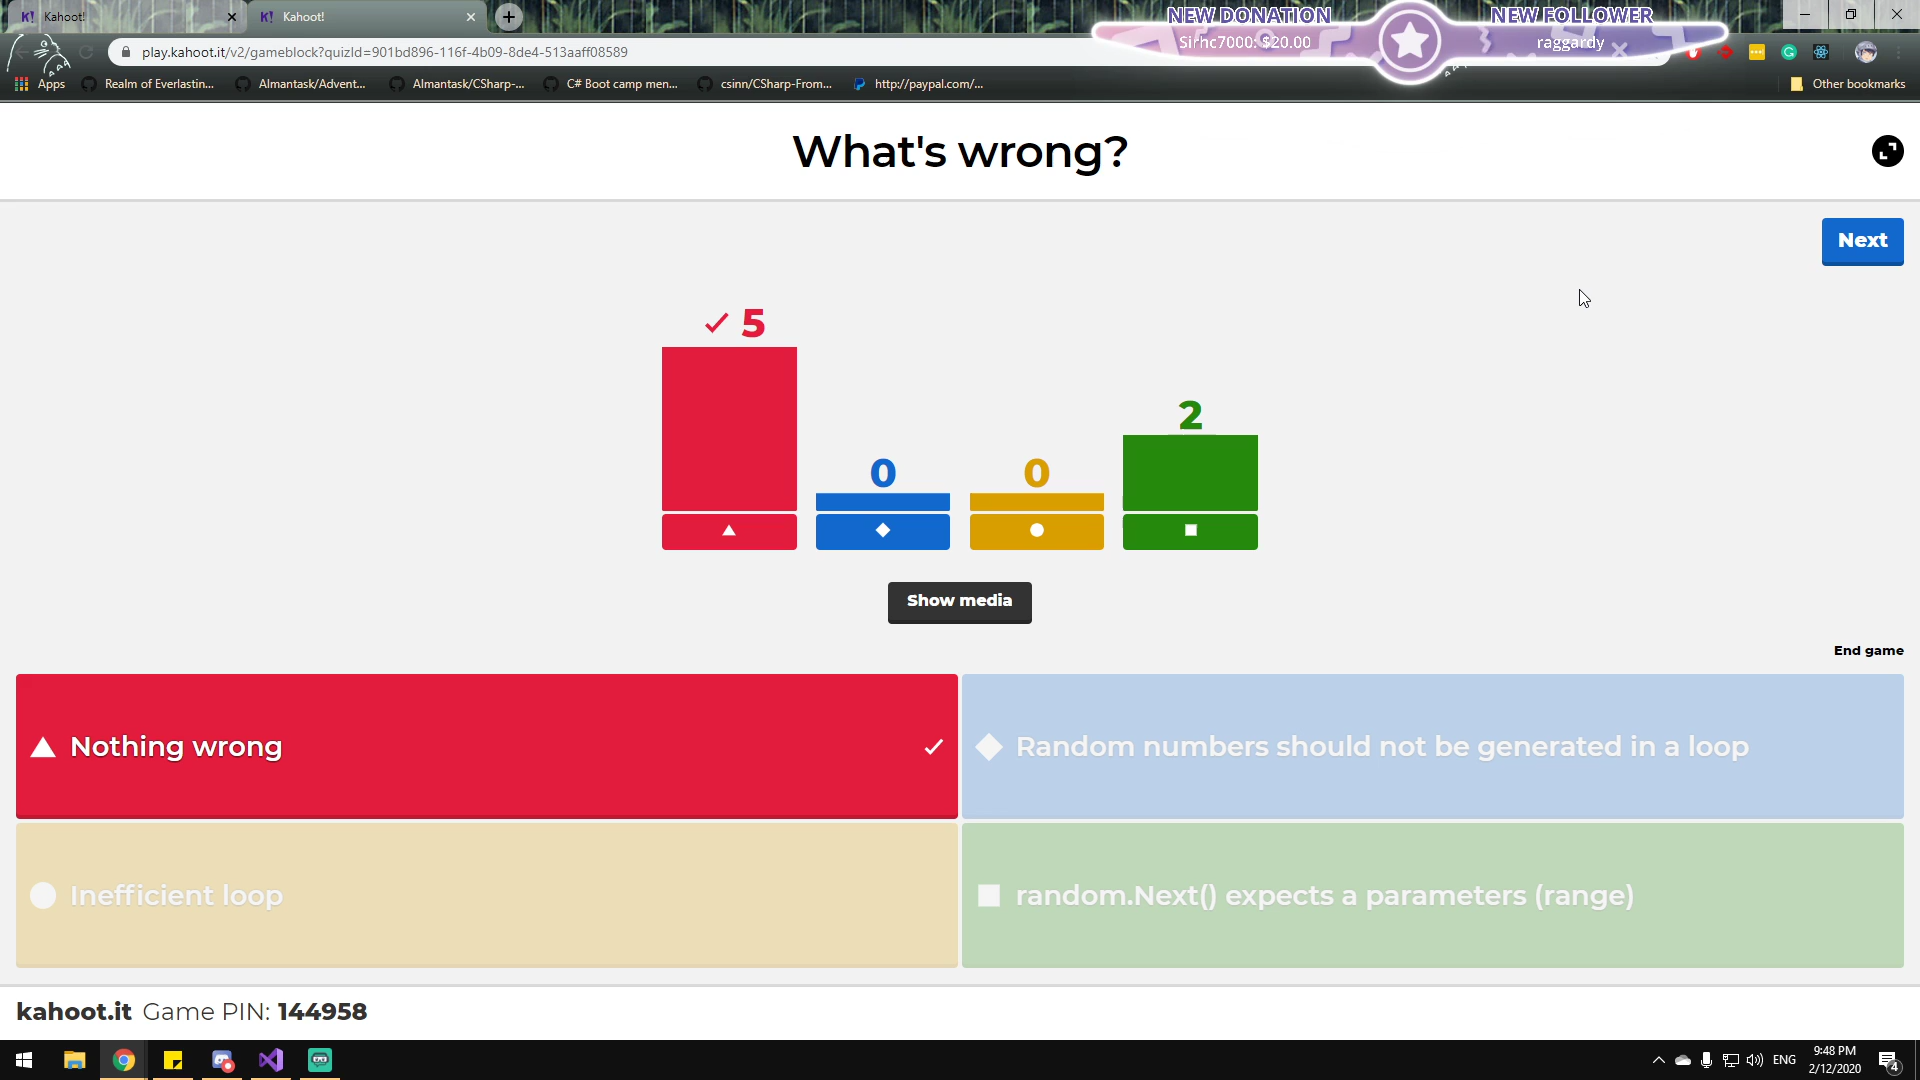 Kahoot!
Kahoot!
NEW DONATION
NEW FOLLOWER
Sirhc7000: $20.00
raggardy
play.kahoot.it/v2/gameblock?quizId=901bd896-116f-4b09-8de4-513aaff08589
Apps
Realm of Everlastin...
Almantask/Advent...
Almantask/CSharp-...
C# Boot camp men...
csinn/CSharp-From...
http://paypal.com/...
Other bookmarks
What's wrong?
Next
5
2
0
0
Show media
End game
Nothing wrong
Random numbers should not be generated in a loop
Inefficient loop
random.Next() expects a parameters (range)
kahoot.it Game PIN: 144958
ENG
9:48 PM
2/12/2020
4